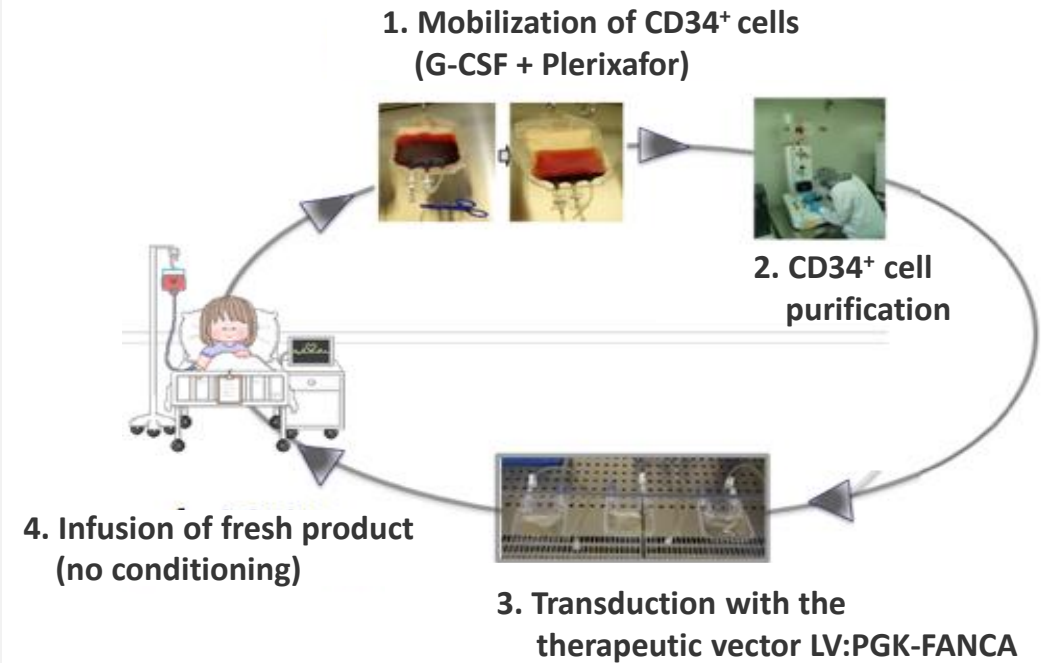 1. Mobilization of CD34⁺ cells
(G-CSF + Plerixafor)
2. CD34⁺ cell
purification
3. Transduction with the
therapeutic vector LV:PGK-FANCA
4. Infusion of fresh product
(no conditioning)